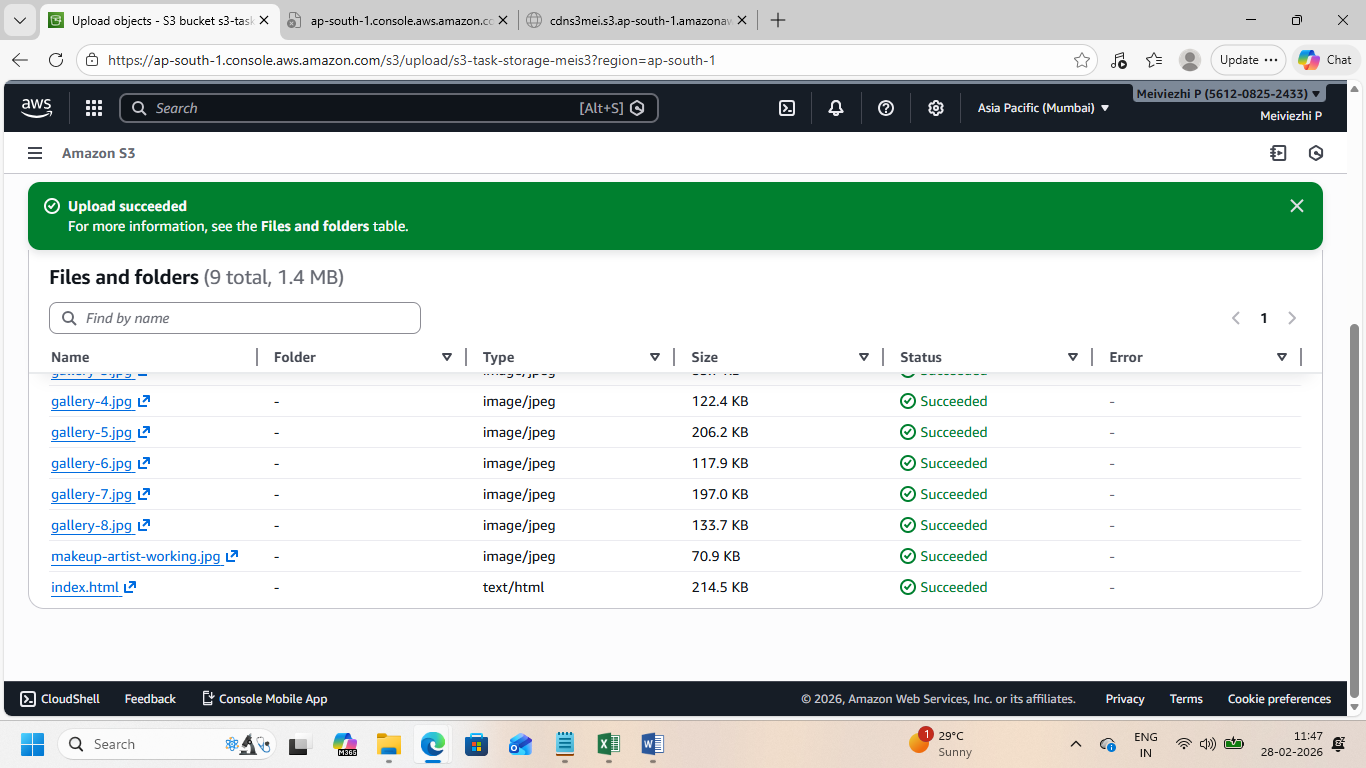 Upload objects - S3 bucket s3-task
ap-south-1.console.aws.amazon.co
cdns3mei.s3.ap-south-1.amazonaw
https://ap-south-1.console.aws.amazon.com/s3/upload/s3-task-storage-meis3?region=ap-south-1
Update
Chat
aws
Search
[Alt+S]
Asia Pacific (Mumbai)
Meiviezhi P (5612-0825-2433)
Meiviezhi P
Amazon S3
Upload succeeded
For more information, see the Files and folders table.
Files and folders (9 total, 1.4 MB)
Find by name
1
Name Folder Type Size Status Error
gallery-4.jpg - image/jpeg 122.4 KB Succeeded -
gallery-5.jpg - image/jpeg 206.2 KB Succeeded -
gallery-6.jpg - image/jpeg 117.9 KB Succeeded -
gallery-7.jpg - image/jpeg 197.0 KB Succeeded -
gallery-8.jpg - image/jpeg 133.7 KB Succeeded -
makeup-artist-working.jpg - image/jpeg 70.9 KB Succeeded -
index.html - text/html 214.5 KB Succeeded -
CloudShell Feedback Console Mobile App © 2026, Amazon Web Services, Inc. or its affiliates. Privacy Terms Cookie preferences
Search
M365
1
29°C
Sunny
ENG
IN
11:47
28-02-2026